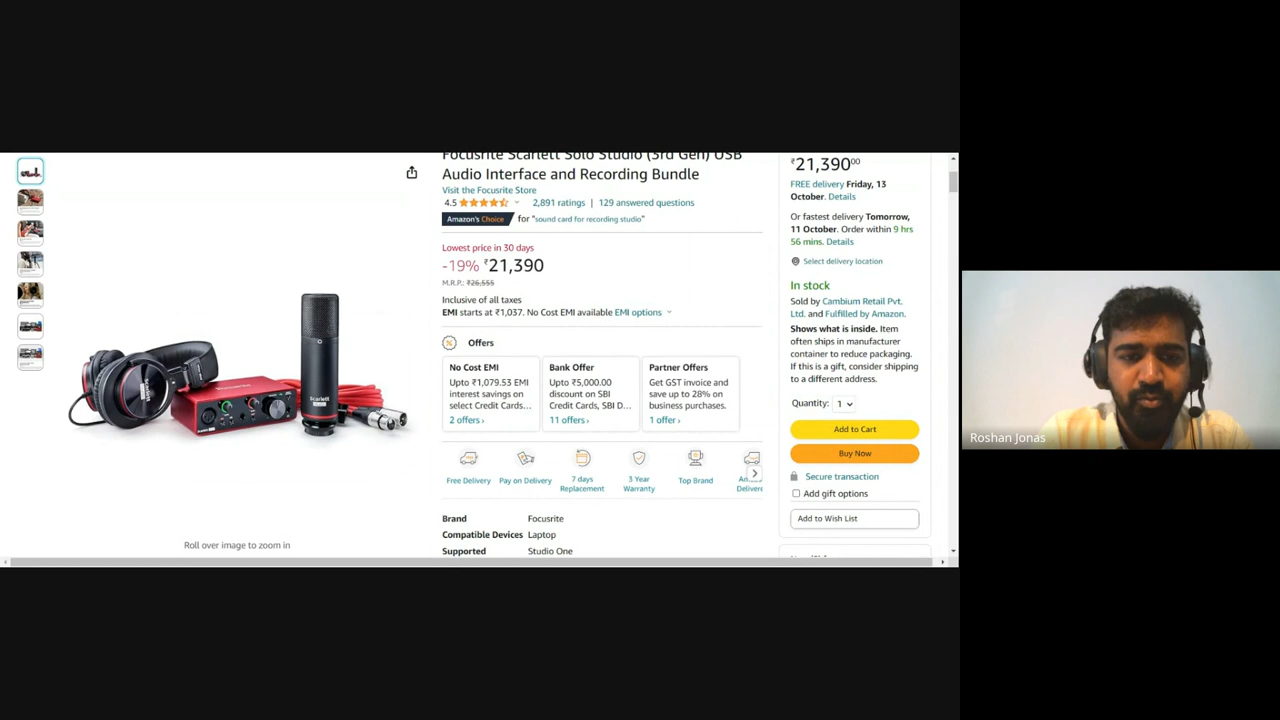 Focusrite Scarlett Solo Studio (3rd Gen) USB
Audio Interface and Recording Bundle
Visit the Focusrite Store
4.5
2,891 ratings | 129 answered questions
Amazon's Choice for "sound card for recording studio"
Lowest price in 30 days
-19% ₹21,390
M.R.P.: ₹26,555
Inclusive of all taxes
EMI starts at ₹1,037. No Cost EMI available EMI options
Offers
No Cost EMI
Upto ₹1,079.53 EMI
interest savings on
select Credit Cards...
2 offers›
Bank Offer
Upto ₹5,000.00
discount on SBI
Credit Cards, SBI D...
11 offers›
Partner Offers
Get GST invoice and
save up to 28% on
business purchases.
1 offer›
Free Delivery
Pay on Delivery
7 days
Replacement
3 Year
Warranty
Top Brand
Brand Focusrite
Compatible Devices Laptop
Supported Studio One
Roll over image to zoom in
₹21,390.00
FREE delivery Friday, 13
October. Details
Or fastest delivery Tomorrow,
11 October. Order within 9 hrs
56 mins. Details
Select delivery location
In stock
Sold by Cambium Retail Pvt.
Ltd. and Fulfilled by Amazon.
Shows what is inside. Item
often ships in manufacturer
container to reduce packaging.
If this is a gift, consider shipping
to a different address.
Quantity: 1
Add to Cart
Buy Now
Secure transaction
Add gift options
Add to Wish List
Scarlett
Roshan Jonas